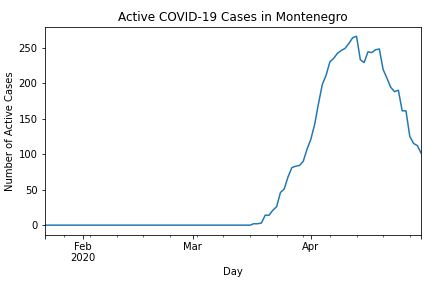 Active COVID-19 Cases in Montenegro
Number of Active Cases
250
200
150
100
50
0
Feb
2020
Mar
Apr
Day